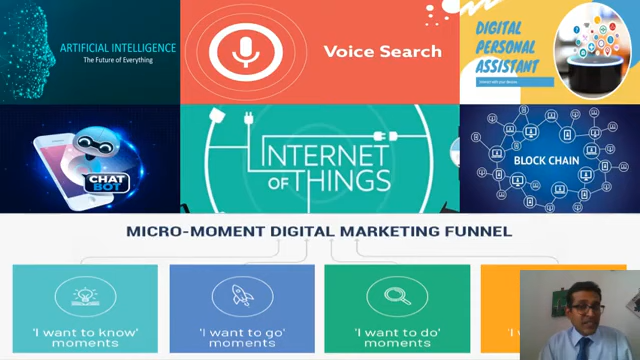 ARTIFICIAL INTELLIGENCE
The Future of Everything
Voice Search
DIGITAL
PERSONAL
ASSISTANT
CHAT
BOT
INTERNET
OF THINGS
BLOCK CHAIN
MICRO-MOMENT DIGITAL MARKETING FUNNEL
'I want to know'
moments
'I want to go'
moments
'I want to do'
moments